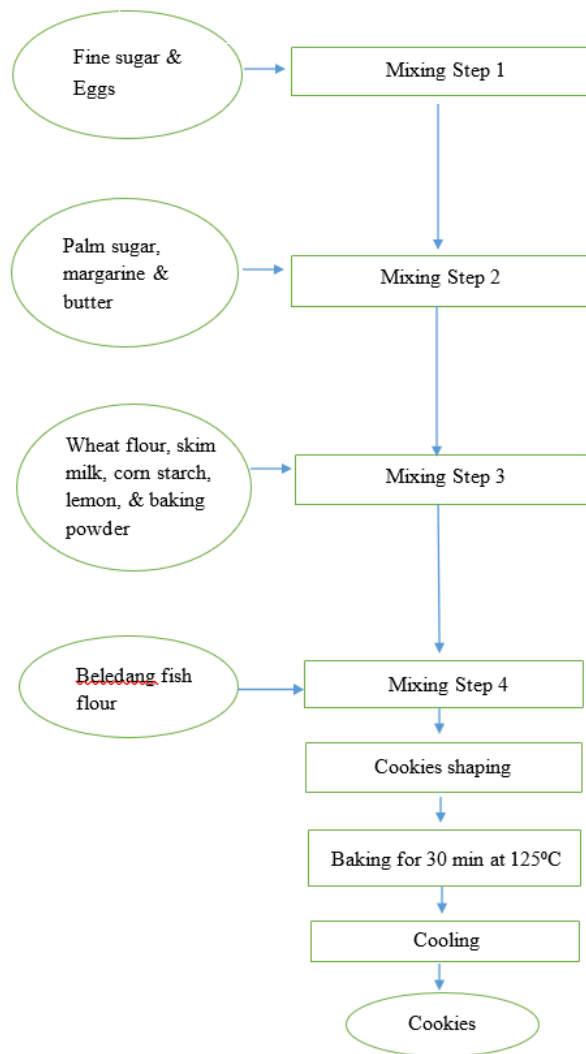 Fine sugar &
Eggs
Mixing Step 1
Palm sugar,
margarine &
butter
Mixing Step 2
Wheat flour, skim
milk, corn starch,
lemon, & baking
powder
Mixing Step 3
Beledang fish
flour
Mixing Step 4
Cookies shaping
Baking for 30 min at 125⁰C
Cooling
Cookies